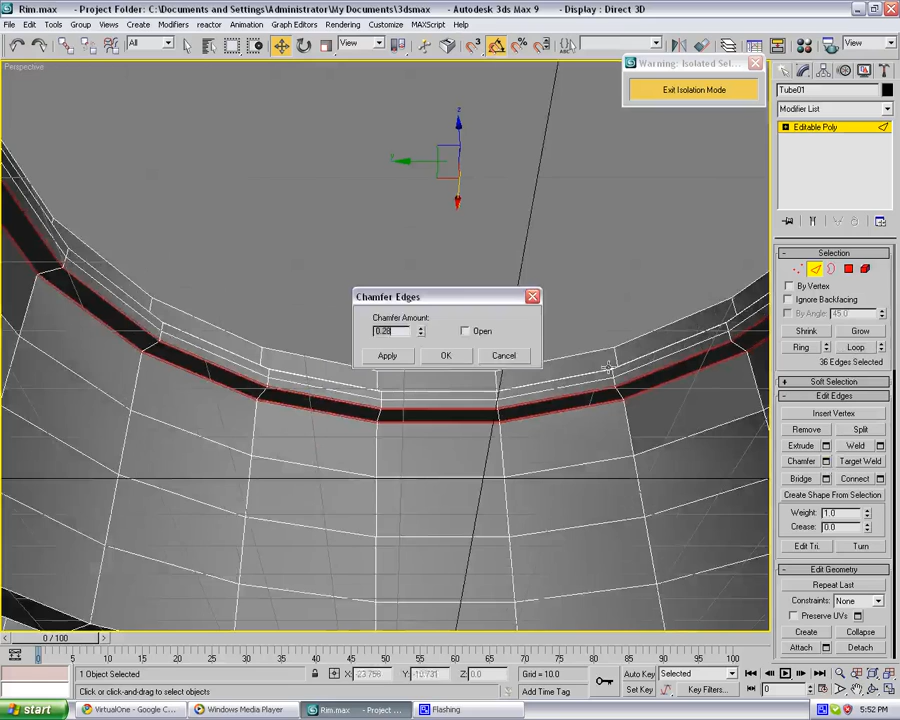 Rim.max - Project Folder: C:\Documents and Settings\Administrator\My Documents\3dsmax - Autodesk 3ds Max 9 - Display : Direct 3D
File Edit Tools Group Views Create Modifiers reactor Animation Graph Editors Rendering Customize MAXScript Help
All
View
View
Perspective
Warning: Isolated Sel...
Exit Isolation Mode
z
y
Tube01
Modifier List
Editable Poly
Selection
By Vertex
Ignore Backfacing
By Angle: 45.0
Shrink Grow
Ring Loop
36 Edges Selected
Soft Selection
Edit Edges
Insert Vertex
Remove Split
Extrude Weld
Chamfer Target Weld
Bridge Connect
Create Shape From Selection
Weight: 1.0
Crease: 0.0
Edit Tri. Turn
Edit Geometry
Repeat Last
Constraints: None
Preserve UVs
Create Collapse
Attach Detach
Chamfer Edges
Chamfer Amount:
0.28
Open
Apply OK Cancel
0 / 100
0 5 10 15 20 25 30 35 40 45 50 55 60 65 70 75 80 85 90 95 100
1 Object Selected
X: -23.756 Y: -10.731 Z: 0.0
Grid = 10.0
Auto Key Selected
Click or click-and-drag to select objects
Add Time Tag
Set Key Key Filters...
0
start
VirtualOne - Google C...
Windows Media Player
Rim.max - Project ...
Flashing
5:52 PM